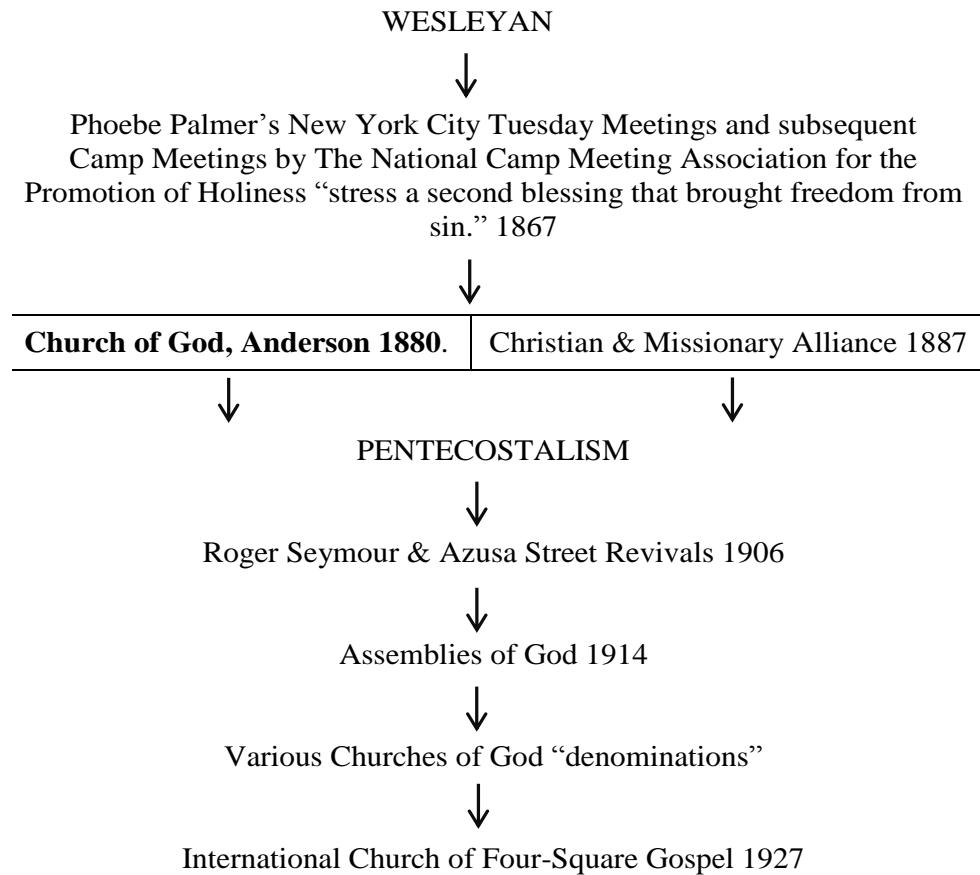 WESLEYAN
Phoebe Palmer’s New York City Tuesday Meetings and subsequent
Camp Meetings by The National Camp Meeting Association for the
Promotion of Holiness “stress a second blessing that brought freedom from
sin.” 1867
Church of God, Anderson 1880.
Christian & Missionary Alliance 1887
PENTECOSTALISM
Roger Seymour & Azusa Street Revivals 1906
Assemblies of God 1914
Various Churches of God “denominations”
International Church of Four-Square Gospel 1927